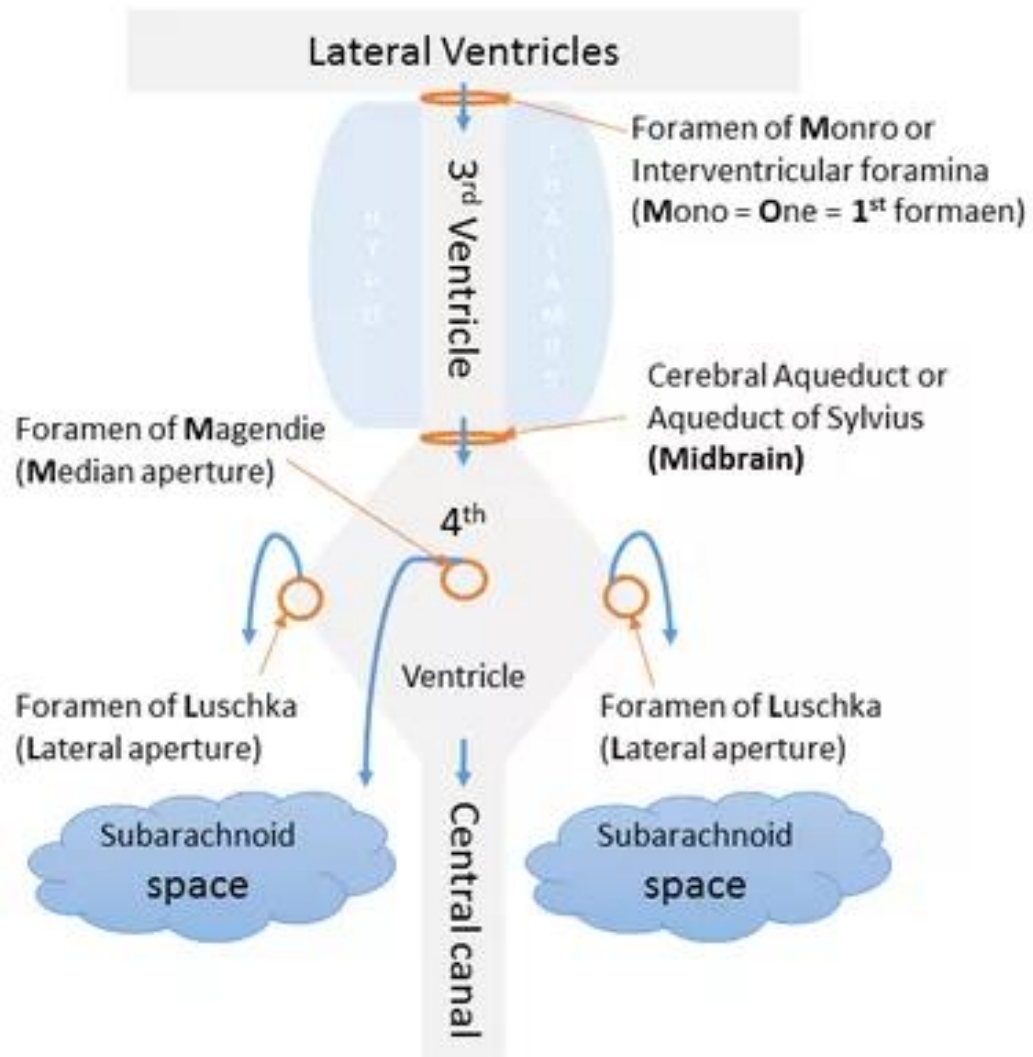 Lateral Ventricles
Foramen of Monro or
Interventricular foramina
(Mono = One = 1st formaen)
3rd Ventricle
HYPO
THALAMUS
Cerebral Aqueduct or
Aqueduct of Sylvius
(Midbrain)
Foramen of Magendie
(Median aperture)
4th
Ventricle
Foramen of Luschka
(Lateral aperture)
Foramen of Luschka
(Lateral aperture)
Subarachnoid
space
Subarachnoid
space
Central canal